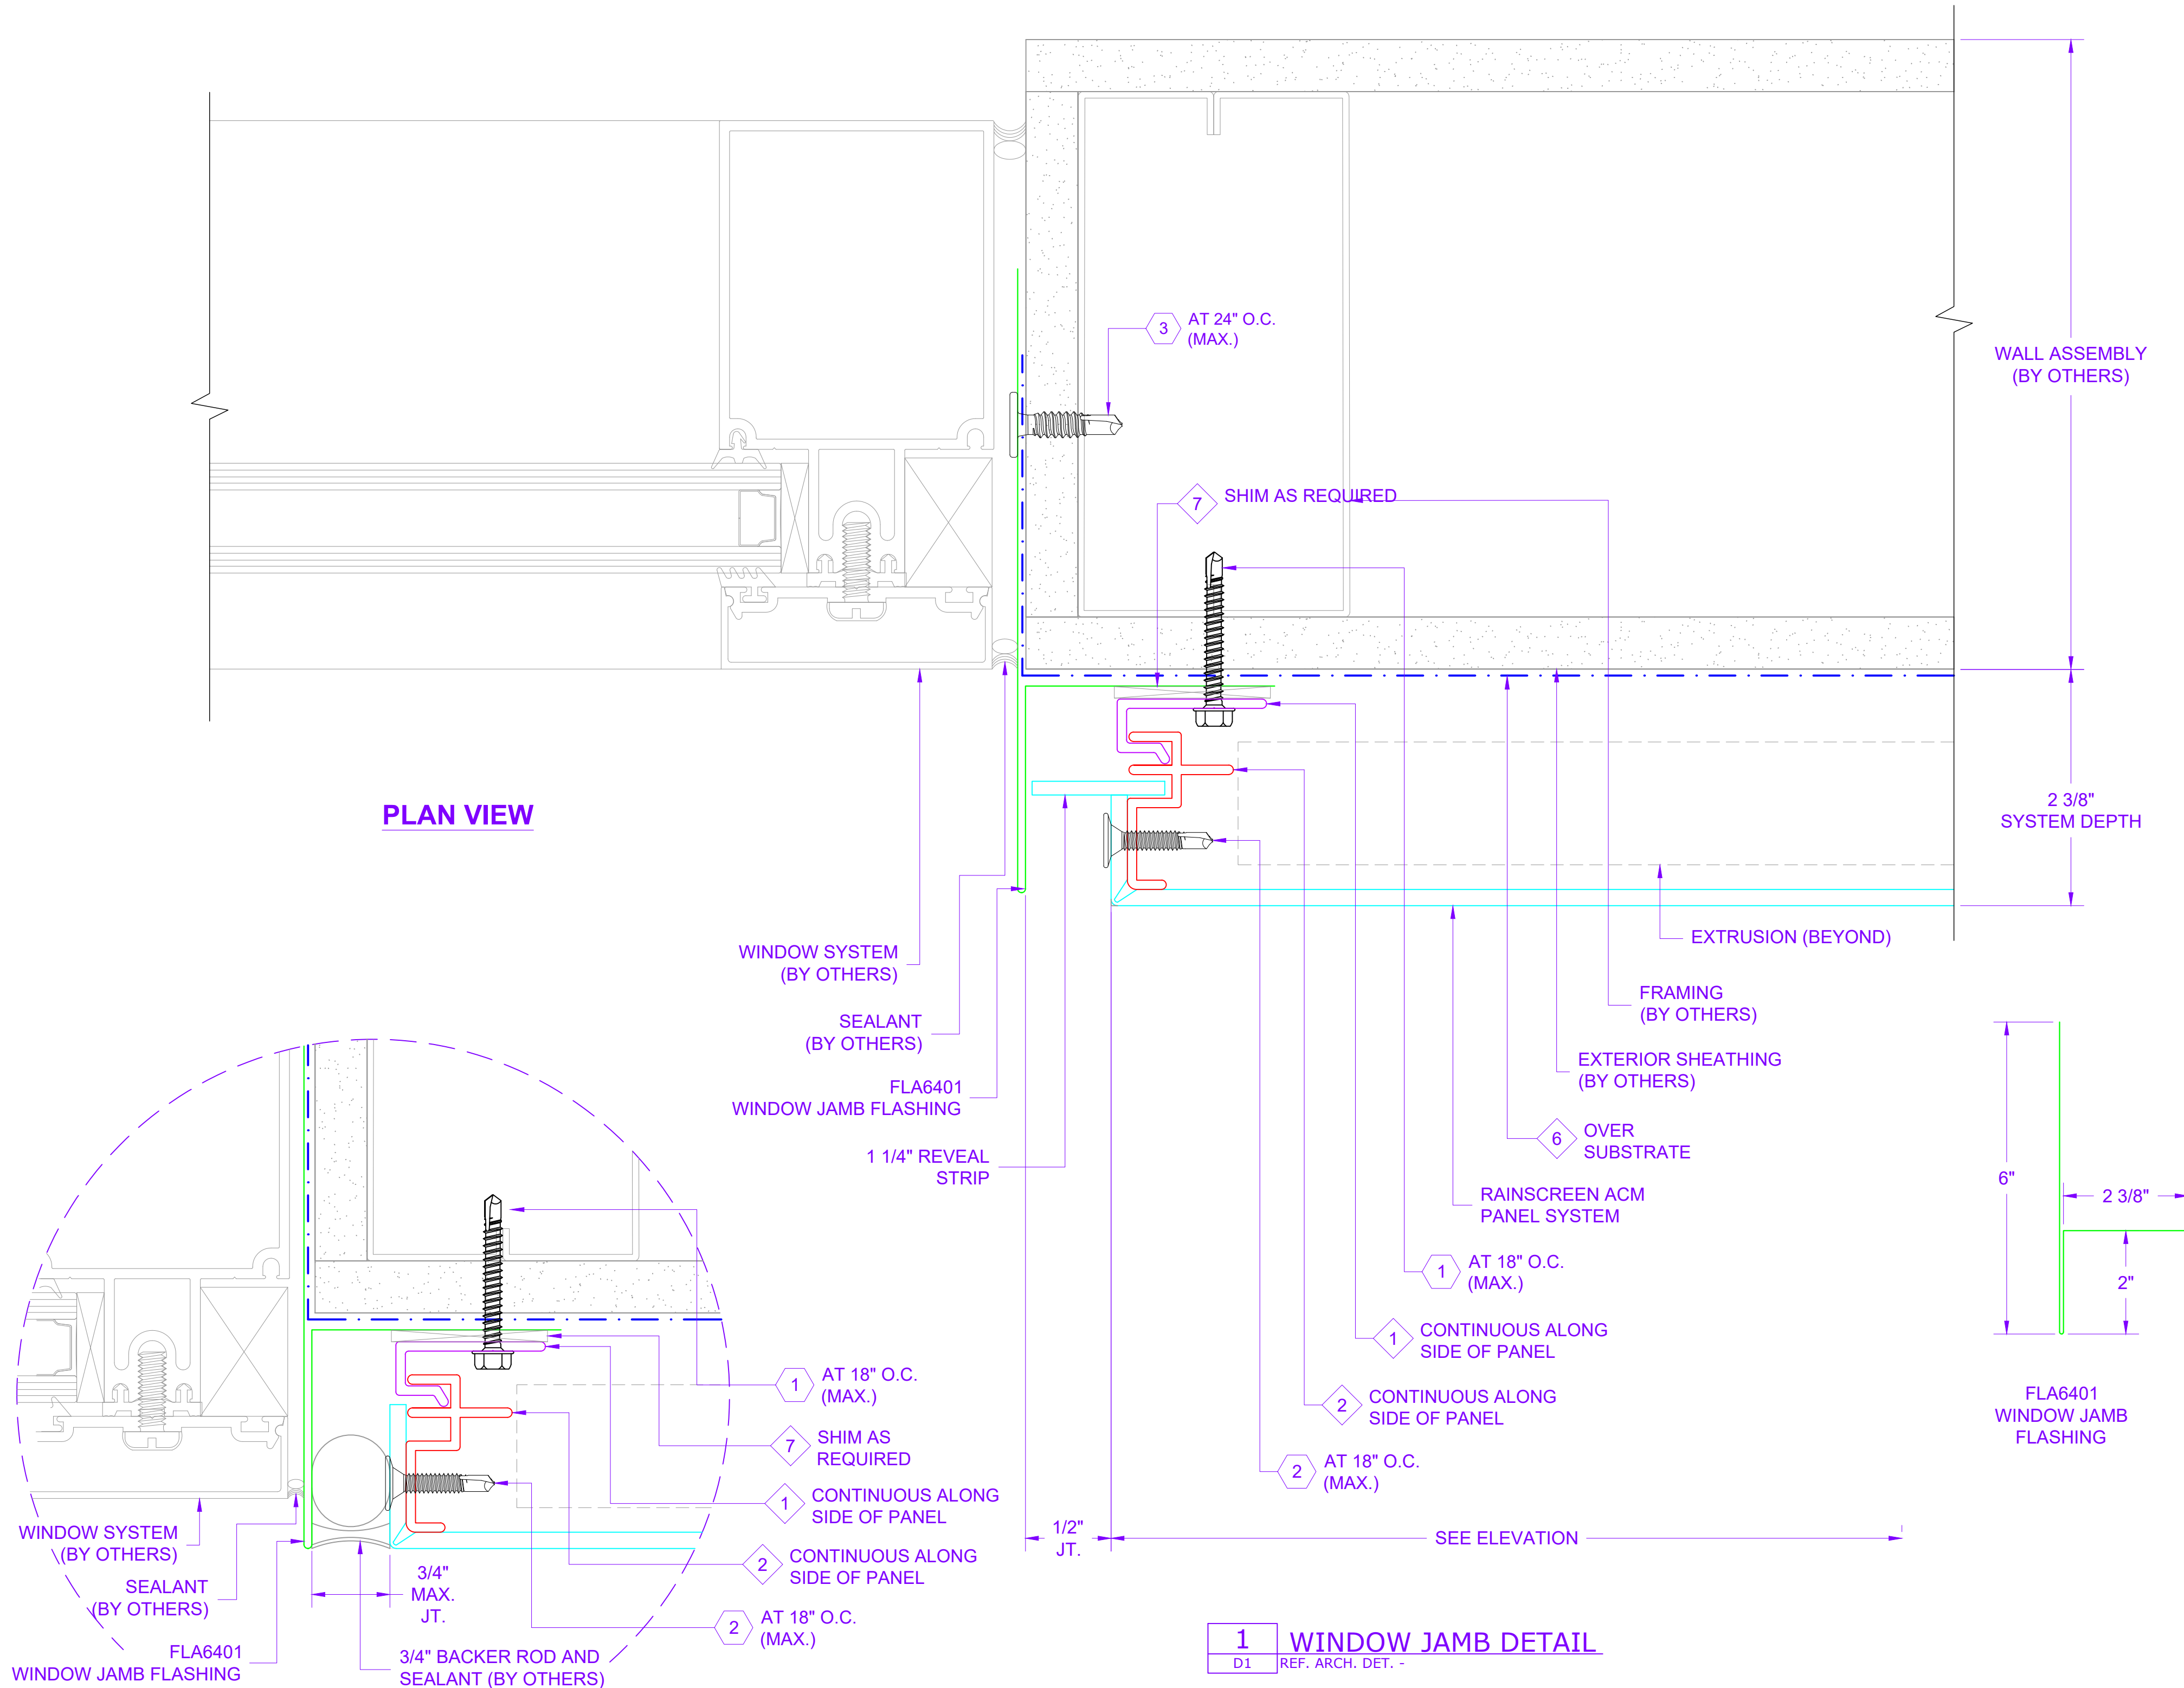 3
AT 24" O.C.
(MAX.)
WALL ASSEMBLY
(BY OTHERS)
7
SHIM AS REQUIRED
2 3/8"
SYSTEM DEPTH
PLAN VIEW
WINDOW SYSTEM
(BY OTHERS)
SEALANT
(BY OTHERS)
FLA6401
WINDOW JAMB FLASHING
1 1/4" REVEAL
STRIP
EXTRUSION (BEYOND)
FRAMING
(BY OTHERS)
EXTERIOR SHEATHING
(BY OTHERS)
6
OVER
SUBSTRATE
RAINSCREEN ACM
PANEL SYSTEM
1
AT 18" O.C.
(MAX.)
1
CONTINUOUS ALONG
SIDE OF PANEL
2
CONTINUOUS ALONG
SIDE OF PANEL
2
AT 18" O.C.
(MAX.)
1/2"
JT.
SEE ELEVATION
6"
2 3/8"
2"
FLA6401
WINDOW JAMB
FLASHING
1
AT 18" O.C.
(MAX.)
7
SHIM AS
REQUIRED
1
CONTINUOUS ALONG
SIDE OF PANEL
2
CONTINUOUS ALONG
SIDE OF PANEL
2
AT 18" O.C.
(MAX.)
WINDOW SYSTEM
(BY OTHERS)
SEALANT
(BY OTHERS)
FLA6401
WINDOW JAMB FLASHING
3/4"
MAX.
JT.
3/4" BACKER ROD AND
SEALANT (BY OTHERS)
1
WINDOW JAMB DETAIL
D1
REF. ARCH. DET. -